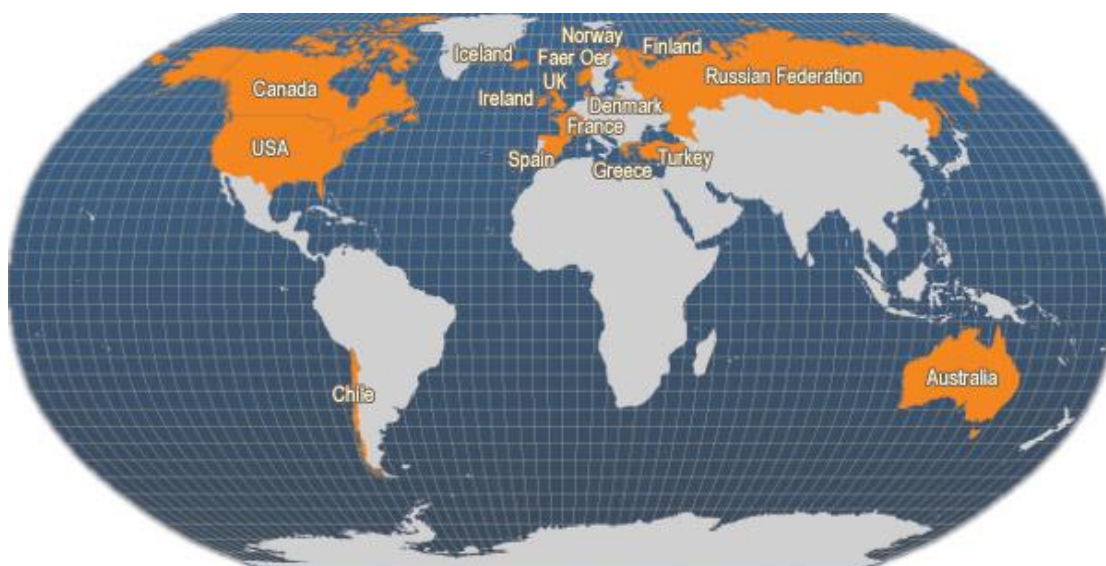 Norway
Iceland
Faer Oer
Finland
UK
Russian Federation
Canada
Ireland
Denmark
France
USA
Spain
Greece
Turkey
Chile
Australia